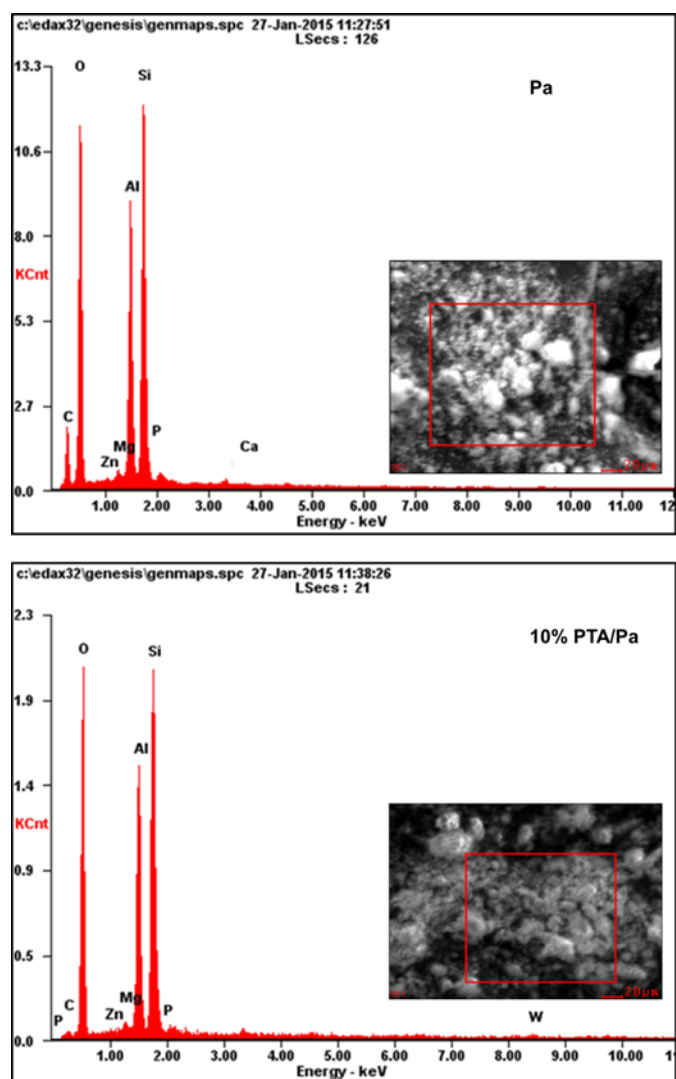 c:\edax32\genesis\genmaps.spc 27-Jan-2015 11:27:51
LSecs : 126
13.3
10.6
8.0
KCnt
5.3
2.7
0.0
O
Si
Pa
Al
C
Zn
Mg
P
Ca
20µm
1.00 2.00 3.00 4.00 5.00 6.00 7.00 8.00 9.00 10.00 11.00 12
Energy - keV
c:\edax32\genesis\genmaps.spc 27-Jan-2015 11:38:26
LSecs : 21
2.3
1.9
1.4
KCnt
0.9
0.5
0.0
O
Si
10% PTA/Pa
Al
P
C
Zn
Mg
P
20µm
W
1.00 2.00 3.00 4.00 5.00 6.00 7.00 8.00 9.00 10.00 11
Energy - keV